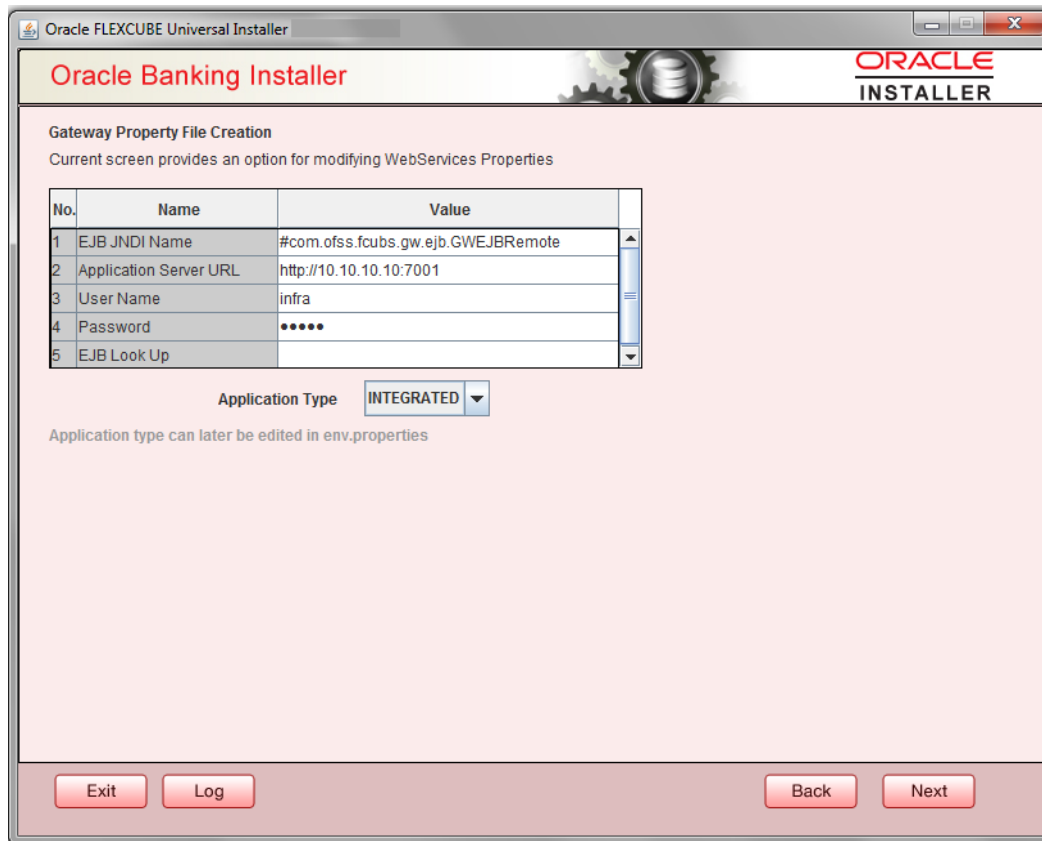 Oracle FLEXCUBE Universal Installer
Oracle Banking Installer
ORACLE
INSTALLER
Gateway Property File Creation
Current screen provides an option for modifying WebServices Properties
No. Name Value
1 EJB JNDI Name #com.ofss.fcubs.gw.ejb.GWEJBRemote
2 Application Server URL http://10.10.10.10:7001
3 User Name infra
4 Password •••••
5 EJB Look Up
Application Type INTEGRATED
Application type can later be edited in env.properties
Exit Log Back Next